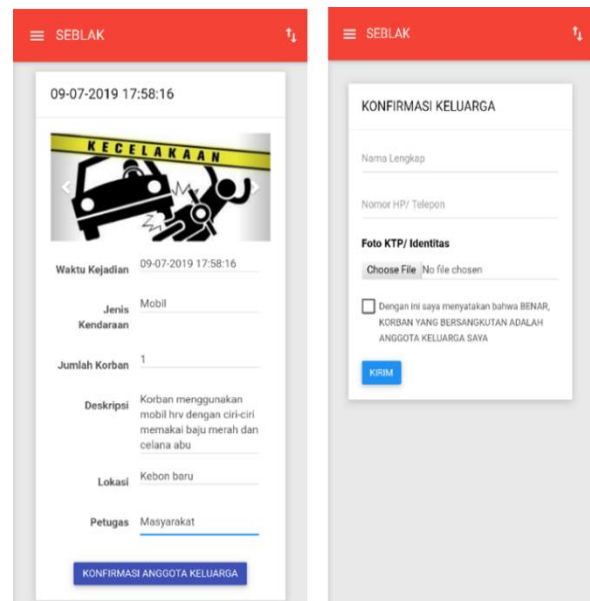 SEBLAK
09-07-2019 17:58:16
KECELAKAAN
Waktu Kejadian 09-07-2019 17:58:16
Jenis Kendaraan Mobil
Jumlah Korban 1
Deskripsi Korban menggunakan
mobil hrv dengan ciri-ciri
memakai baju merah dan
celana abu
Lokasi Kebon baru
Petugas Masyarakat
KONFIRMASI ANGGOTA KELUARGA
SEBLAK
KONFIRMASI KELUARGA
Nama Lengkap
Nomor HP/ Telepon
Foto KTP/ Identitas
Choose File No file chosen
Dengan ini saya menyatakan bahwa BENAR,
KORBAN YANG BERSANGKUTAN ADALAH
ANGGOTA KELUARGA SAYA
KIRIM